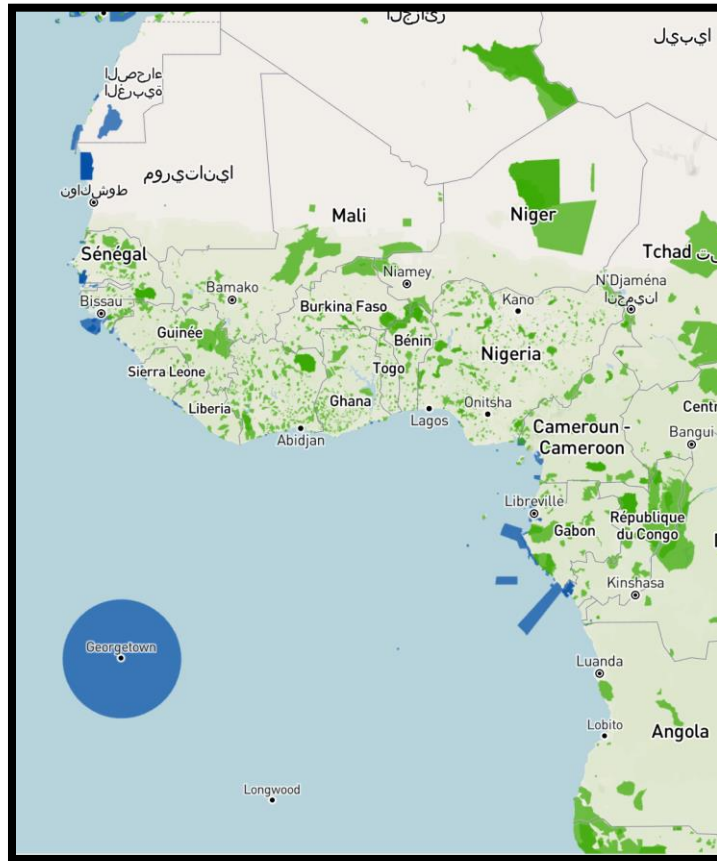 الجزائر
ليبيا
الصحراء
الغربية
موريتانيا
نواكشوط
Mali
Niger
Sénégal
Tchad
Niamey
N'Djaména
انجمينا
Bissau
Bamako
Burkina Faso
Kano
Guinée
Bénin
Nigeria
Togo
Sierra Leone
Ghana
Liberia
Onitsha
Lagos
Abidjan
Cameroun -
Cameroon
Centr
Bangui
Libreville
Gabon
République
du Congo
Kinshasa
Georgetown
Luanda
Lobito
Angola
Longwood